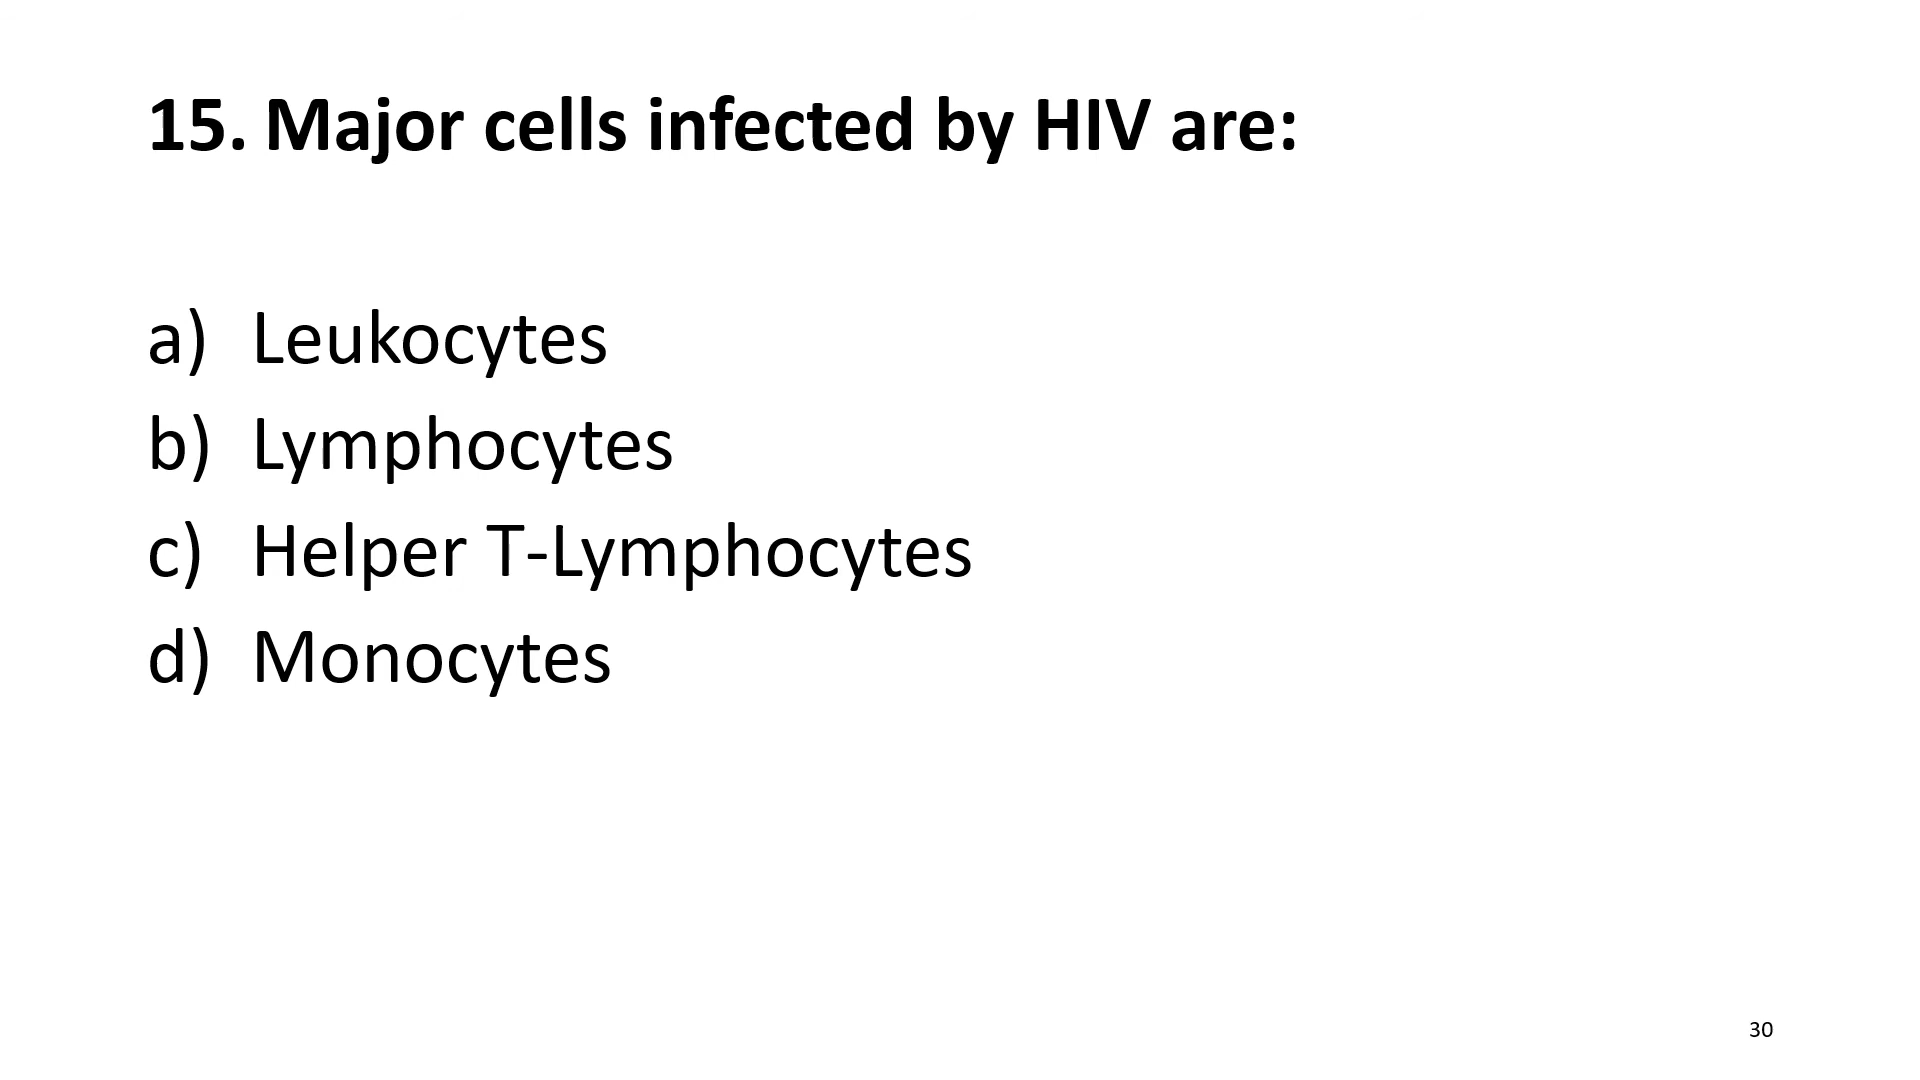 15. Major cells infected by HIV are:
a) Leukocytes
b) Lymphocytes
c) Helper T-Lymphocytes
d) Monocytes
30